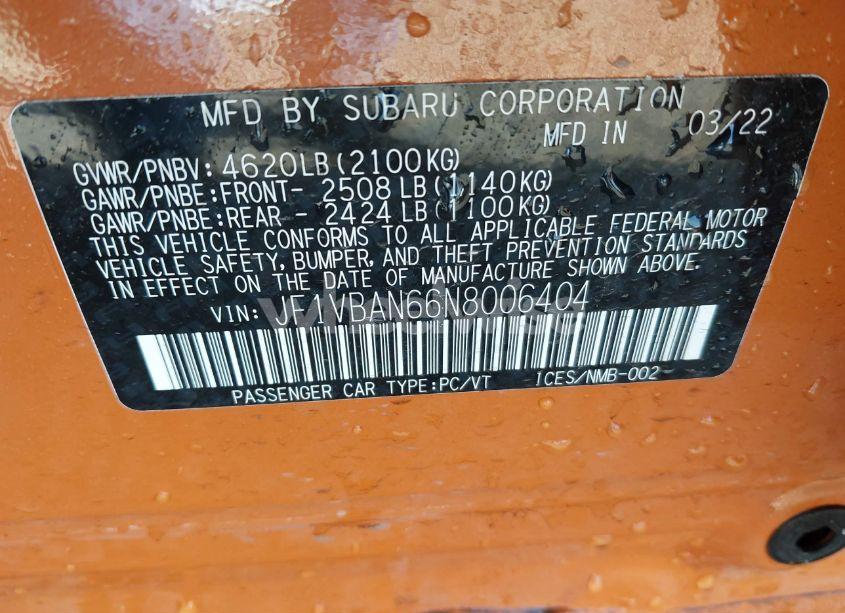 MFD BY SUBARU CORPORATION
MFD IN 03/22
GVWR/PNBV: 4620LB(2100KG)
GAWR/PNBE:FRONT- 2508 LB(1140KG)
GAWR/PNBE:REAR - 2424 LB(1100KG)
THIS VEHICLE CONFORMS TO ALL APPLICABLE FEDERAL MOTOR
VEHICLE SAFETY, BUMPER, AND THEFT PREVENTION STANDARDS
IN EFFECT ON THE DATE OF MANUFACTURE SHOWN ABOVE.
VIN: JF1VBAN66N8006404
PASSENGER CAR TYPE:PC/VT ICES/NMB-002